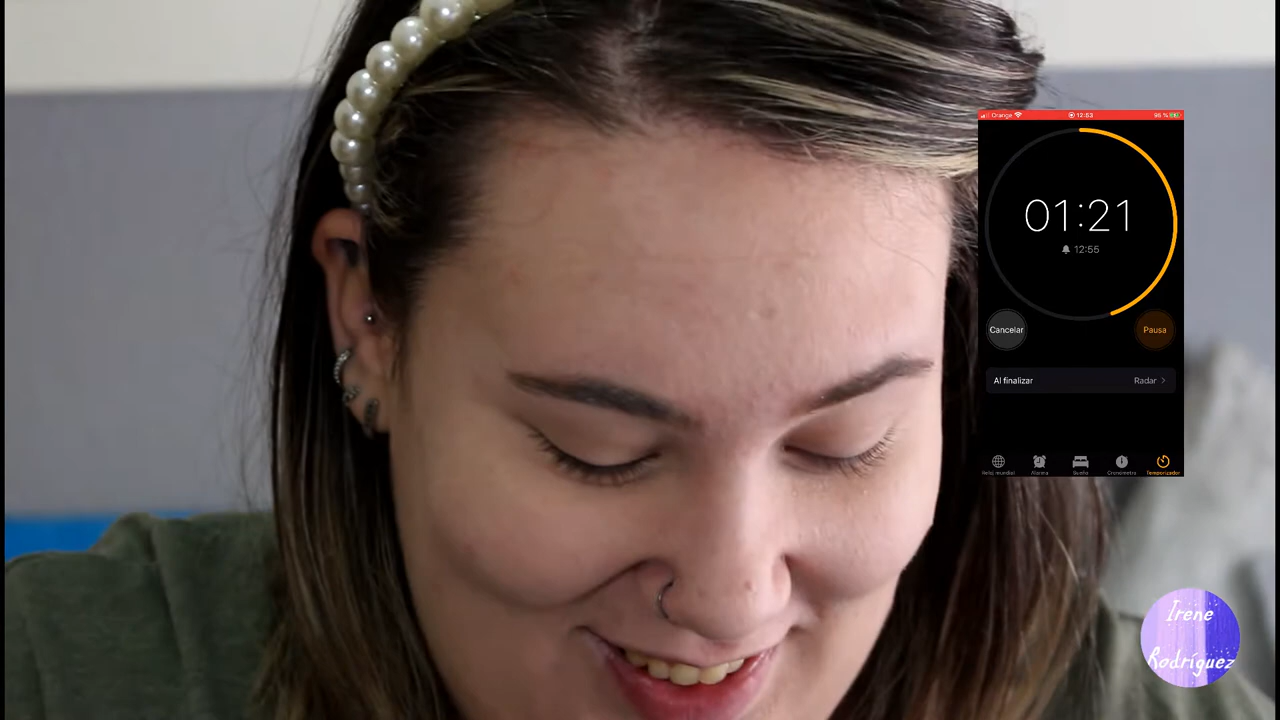 Orange 12:53 95 %
01:21
12:55
Cancelar Pausa
Al finalizar Radar
Reloj mundial Alarma Sueño Cronómetro Temporizador
Irene
Rodríguez